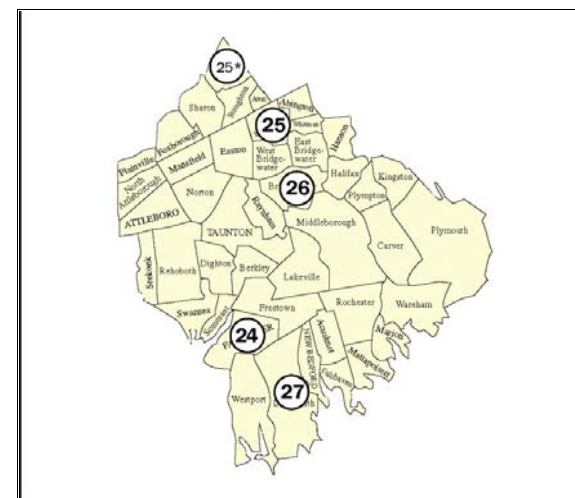 25*
Sharon
Stoughton
Avon
Abington
25
Whitman
Foxborough
Easton
West
Bridge-
water
East
Bridge-
water
Hanson
Plainville
Mansfield
North
Attleborough
26
Halifax
Kingston
Norton
Raynham
Plympton
ATTLEBORO
TAUNTON
Middleborough
Plymouth
Carver
Seekonk
Rehoboth
Dighton
Berkley
Lakeville
Swansea
Somerset
Freetown
Rochester
Wareham
24
Acushnet
Marion
NEW BEDFORD
Mattapoisett
Fairhaven
27
Westport